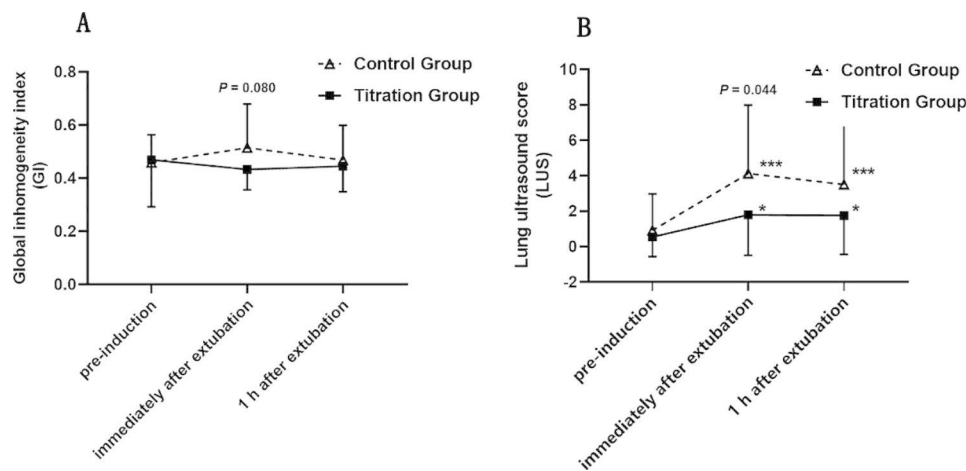 A
Control Group
Titration Group
P = 0.080
0.8
0.6
0.4
0.2
0.0
Global inhomogeneity index
(GI)
pre-induction
immediately after extubation
1 h after extubation
B
Control Group
Titration Group
P = 0.044
10
8
6
4
2
0
-2
***
***
*
*
Lung ultrasound score
(LUS)
pre-induction
immediately after extubation
1 h after extubation